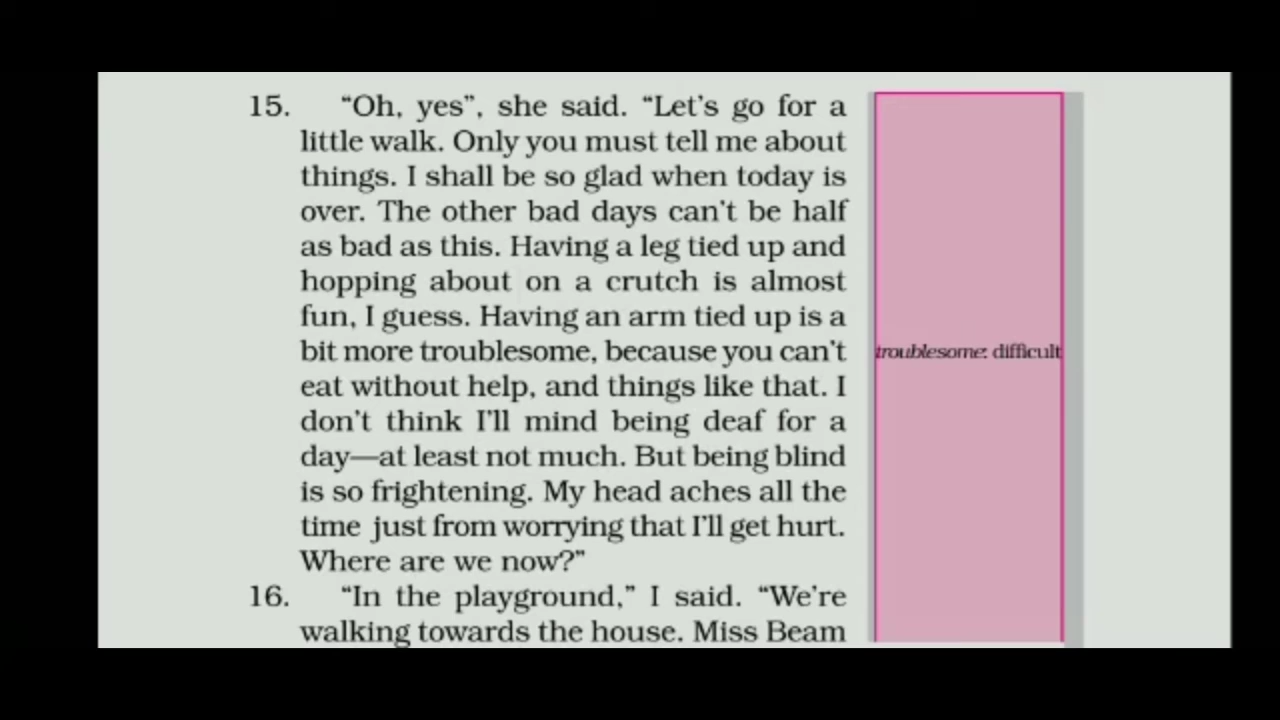 15. “Oh, yes”, she said. “Let’s go for a
little walk. Only you must tell me about
things. I shall be so glad when today is
over. The other bad days can’t be half
as bad as this. Having a leg tied up and
hopping about on a crutch is almost
fun, I guess. Having an arm tied up is a
bit more troublesome, because you can’t
eat without help, and things like that. I
don’t think I’ll mind being deaf for a
day—at least not much. But being blind
is so frightening. My head aches all the
time just from worrying that I’ll get hurt.
Where are we now?”
16. “In the playground,” I said. “We’re
walking towards the house. Miss Beam
troublesome: difficult